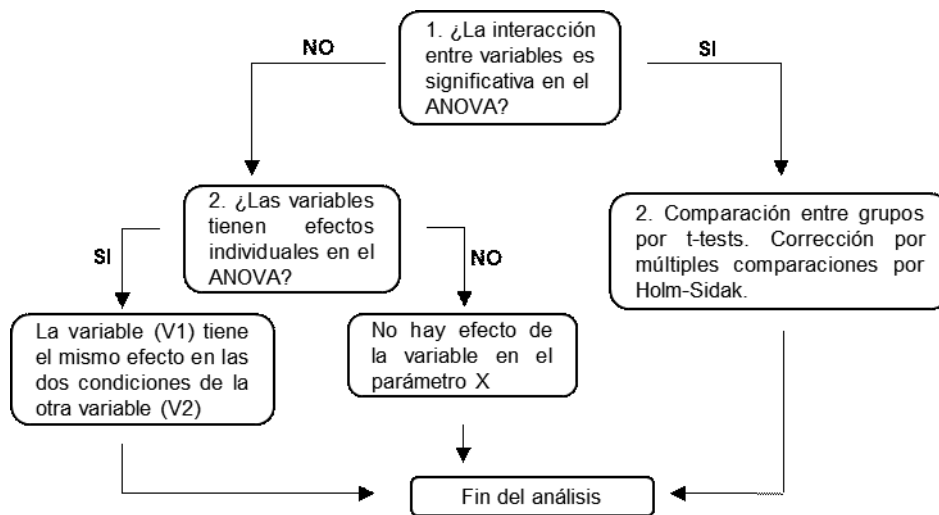 1. ¿La interacción
entre variables es
significativa en el
ANOVA?
NO
SI
2. ¿Las variables
tienen efectos
individuales en el
ANOVA?
2. Comparación entre grupos
por t-tests. Corrección por
múltiples comparaciones por
Holm-Sidak.
SI
NO
La variable (V1) tiene
el mismo efecto en las
dos condiciones de la
otra variable (V2)
No hay efecto de
la variable en el
parámetro X
Fin del análisis